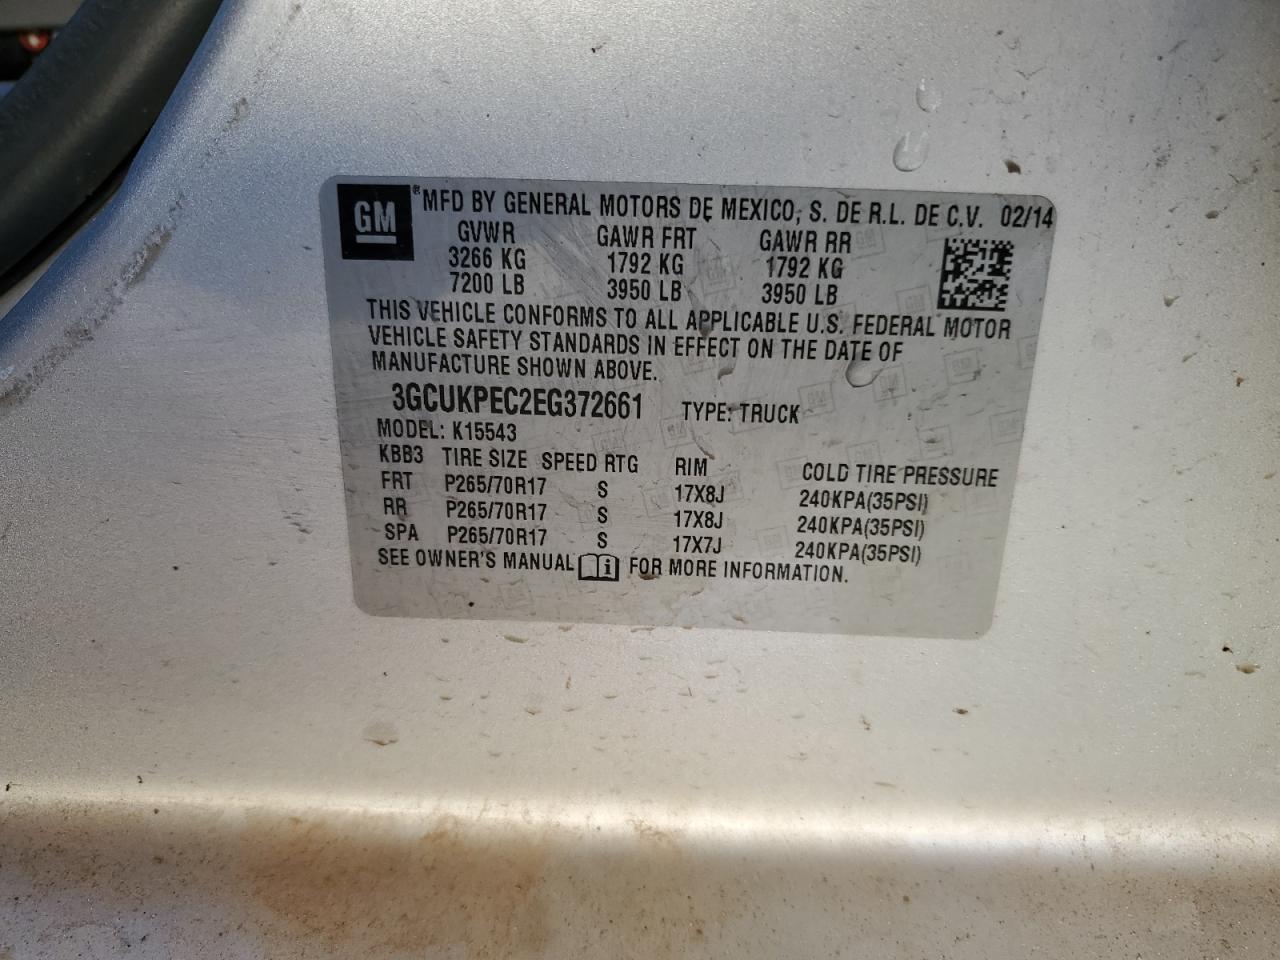 GM ® MFD BY GENERAL MOTORS DE MEXICO, S. DE R.L. DE C.V. 02/14
GVWR GAWR FRT GAWR RR
3266 KG 1792 KG 1792 KG
7200 LB 3950 LB 3950 LB
THIS VEHICLE CONFORMS TO ALL APPLICABLE U.S. FEDERAL MOTOR
VEHICLE SAFETY STANDARDS IN EFFECT ON THE DATE OF
MANUFACTURE SHOWN ABOVE.
3GCUKPEC2EG372661 TYPE: TRUCK
MODEL: K15543
KBB3 TIRE SIZE SPEED RTG RIM COLD TIRE PRESSURE
FRT P265/70R17 S 17X8J 240KPA(35PSI)
RR P265/70R17 S 17X8J 240KPA(35PSI)
SPA P265/70R17 S 17X7J 240KPA(35PSI)
SEE OWNER'S MANUAL i FOR MORE INFORMATION.